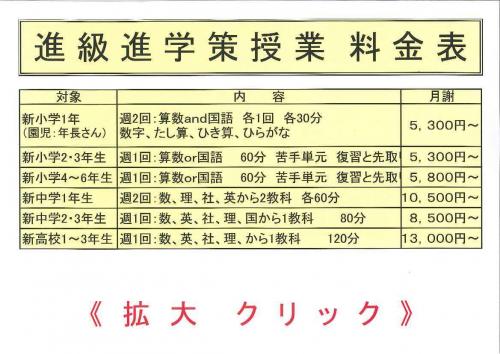 進級進学策授業 料金表
対象 内 容 月謝
新小学1年 週2回:算数and国語 各1回 各30分 5,300円~
(園児:年長さん) 数字、たし算、ひき算、ひらがな
新小学2・3年生 週1回:算数or国語 60分 苦手単元 復習と先取り 5,300円~
新小学4~6年生 週1回:算数or国語 60分 苦手単元 復習と先取り 5,800円~
新中学1年生 週2回:数、理、社、英から2教科 各60分 10,500円~
新中学2・3年生 週1回:数、英、社、理、国から1教科 80分 8,500円~
新高校1~3年生 週1回:数、英、社、理、から1教科 120分 13,000円~
《 拡 大 ク リ ッ ク 》